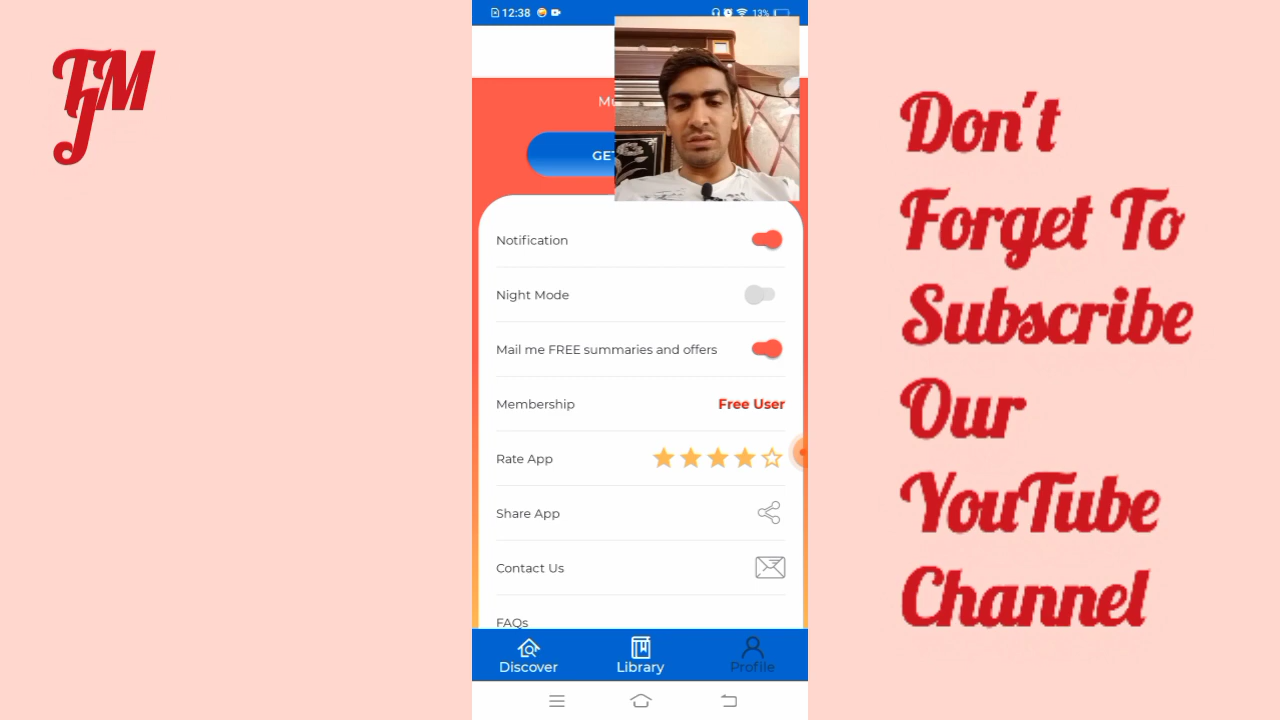 TJM
12:38
13%
GET
Notification
Night Mode
Mail me FREE summaries and offers
Membership Free User
Rate App
Share App
Contact Us
FAQs
Discover Library Profile
Don't
Forget To
Subscribe
Our
YouTube
Channel